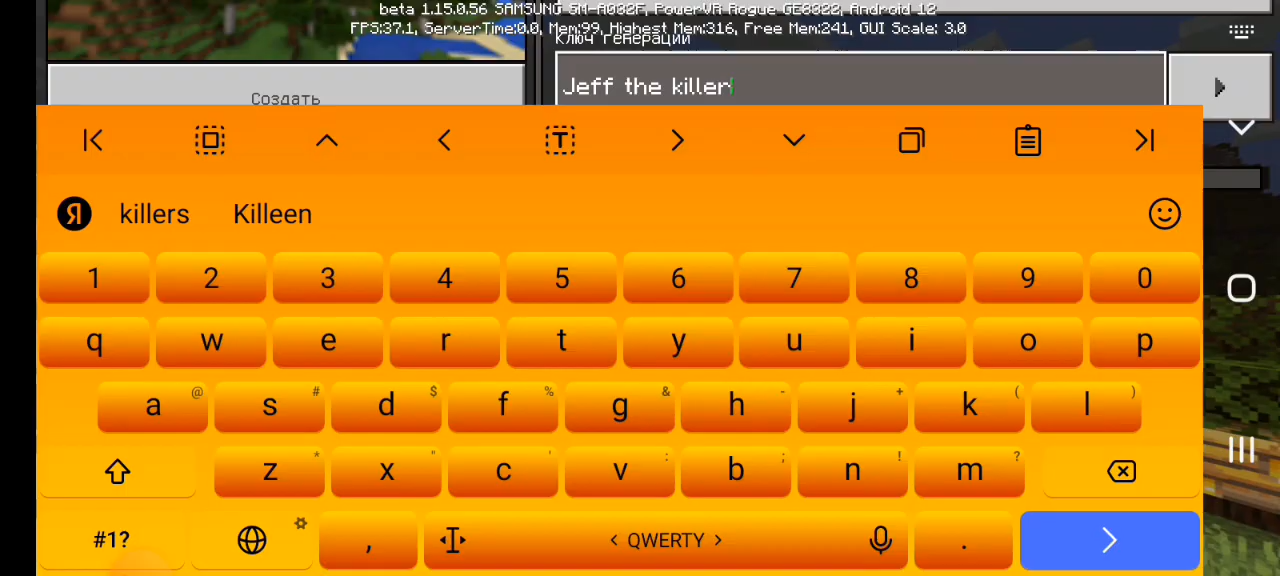 beta 1.15.0.56 SAMSUNG SM-A032F, PowerVR Rogue GE8322, Android 12
FPS:37.1, ServerTime:0.0, Mem:99, Highest Mem:316, Free Mem:241, GUI Scale: 3.0
Ключ генерации
Jeff the killer
Создать
Я killers Killeen
1 2 3 4 5 6 7 8 9 0
q w e r t y u i o p
a @ s # d $ f % g & h - j + k ( l )
z * x " c ' v : b ; n ! m ?
#1? , < QWERTY > .